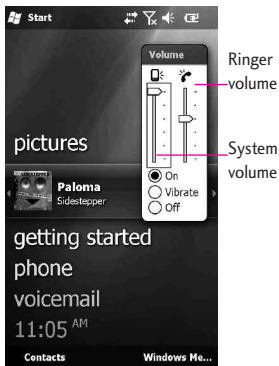 Start
Volume
Ringer
volume
System
volume
On
Vibrate
Off
pictures
SIDESTEPPER
Paloma
Sidestepper
getting started
phone
voicemail
11:05 AM
Contacts
Windows Me...